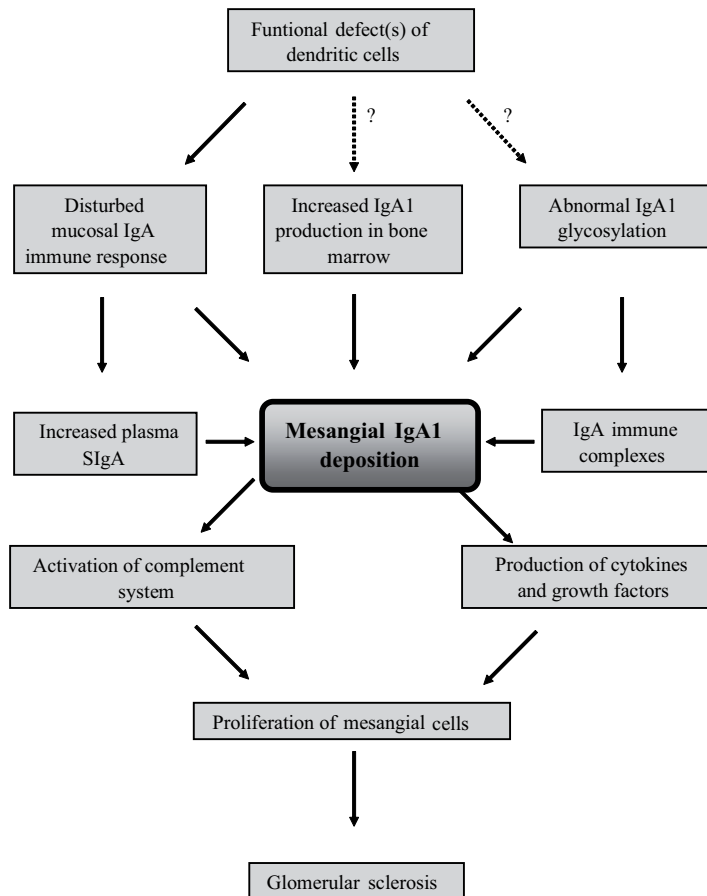 Funtional defect(s) of
dendritic cells
?
?
Disturbed
mucosal IgA
immune response
Increased IgA1
production in bone
marrow
Abnormal IgA1
glycosylation
Increased plasma
SIgA
Mesangial IgA1
deposition
IgA immune
complexes
Activation of complement
system
Production of cytokines
and growth factors
Proliferation of mesangial cells
Glomerular sclerosis